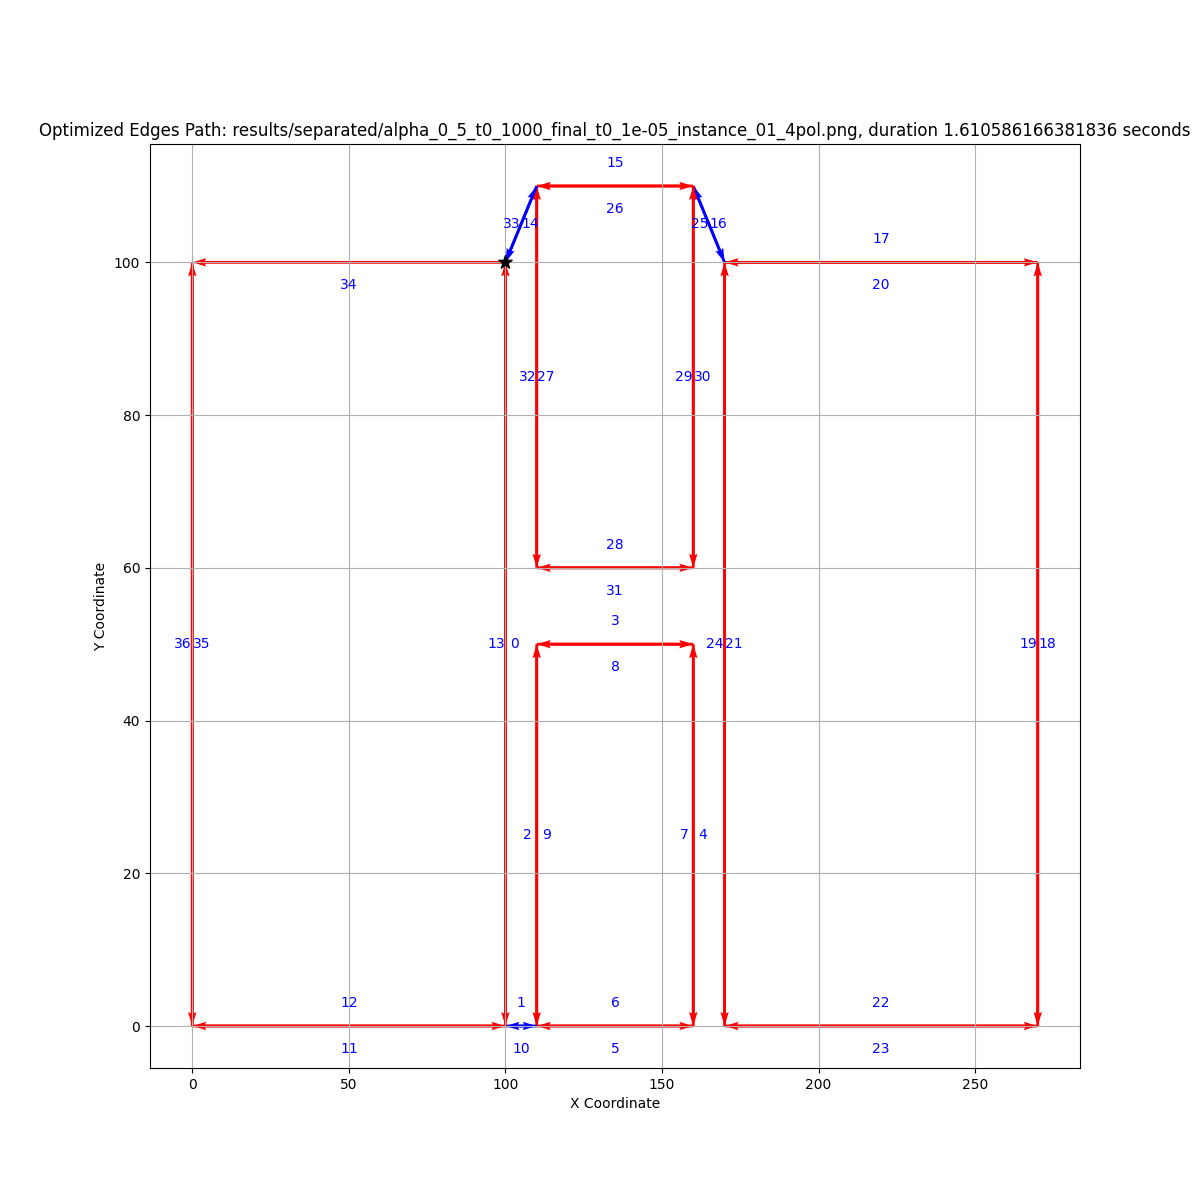 Optimized Edges Path: results/separated/alpha_0_5_t0_1000_final_t0_1e-05_instance_01_4pol.png, duration 1.610586166381836 seconds
15
33 14 26 25 16
17
100
34 20
32 27 29 30
80
28
60
31
3
36 35 13 0 24 21 19 18
8
40
2 9 7 4
20
12 1 6 22
0
11 10 5 23
0 50 100 150 200 250
X Coordinate
Y Coordinate